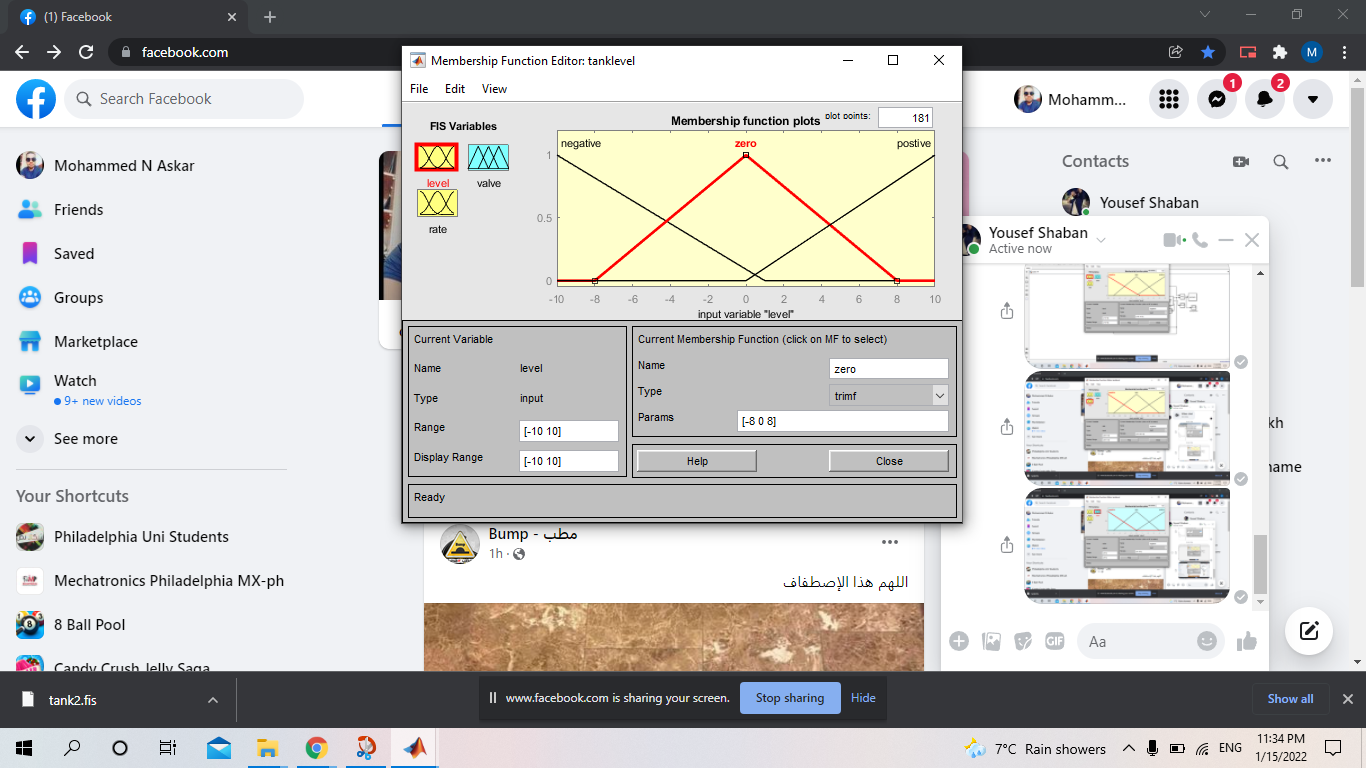 (1) Facebook
facebook.com
M
Search Facebook
Mohamm...
1
2
Mohammed N Askar
Friends
Saved
Groups
Marketplace
Watch
9+ new videos
See more
Your Shortcuts
Philadelphia Uni Students
Mechatronics Philadelphia MX-ph
8 Ball Pool
Candy Crush Jelly Saga
Membership Function Editor: tanklevel
File Edit View
FIS Variables
level
valve
rate
Membership function plots
plot points:
181
negative
zero
postive
1
0.5
0
-10 -8 -6 -4 -2 0 2 4 6 8 10
input variable "level"
Current Variable
Name level
Type input
Range [-10 10]
Display Range [-10 10]
Current Membership Function (click on MF to select)
Name zero
Type trimf
Params [-8 0 8]
Help
Close
Ready
Bump - مطب
1h ·
اللهم هذا الإصطفاف
Contacts
Yousef Shaban
Yousef Shaban
Active now
kh
name
GIF
Aa
tank2.fis
www.facebook.com is sharing your screen.
Stop sharing
Hide
Show all
7°C Rain showers
ENG
11:34 PM
1/15/2022